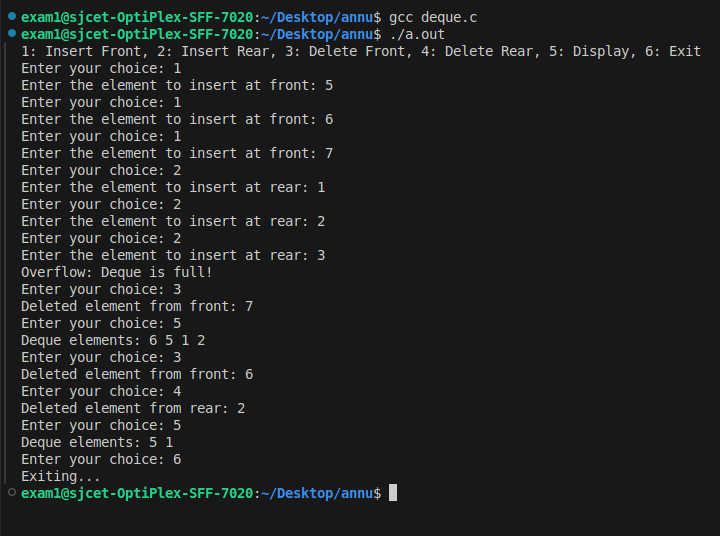 exam1@sjcet-OptiPlex-SFF-7020:~/Desktop/annu$ gcc deque.c
exam1@sjcet-OptiPlex-SFF-7020:~/Desktop/annu$ ./a.out
1: Insert Front, 2: Insert Rear, 3: Delete Front, 4: Delete Rear, 5: Display, 6: Exit
Enter your choice: 1
Enter the element to insert at front: 5
Enter your choice: 1
Enter the element to insert at front: 6
Enter your choice: 1
Enter the element to insert at front: 7
Enter your choice: 2
Enter the element to insert at rear: 1
Enter your choice: 2
Enter the element to insert at rear: 2
Enter your choice: 2
Enter the element to insert at rear: 3
Overflow: Deque is full!
Enter your choice: 3
Deleted element from front: 7
Enter your choice: 5
Deque elements: 6 5 1 2
Enter your choice: 3
Deleted element from front: 6
Enter your choice: 4
Deleted element from rear: 2
Enter your choice: 5
Deque elements: 5 1
Enter your choice: 6
Exiting...
exam1@sjcet-OptiPlex-SFF-7020:~/Desktop/annu$